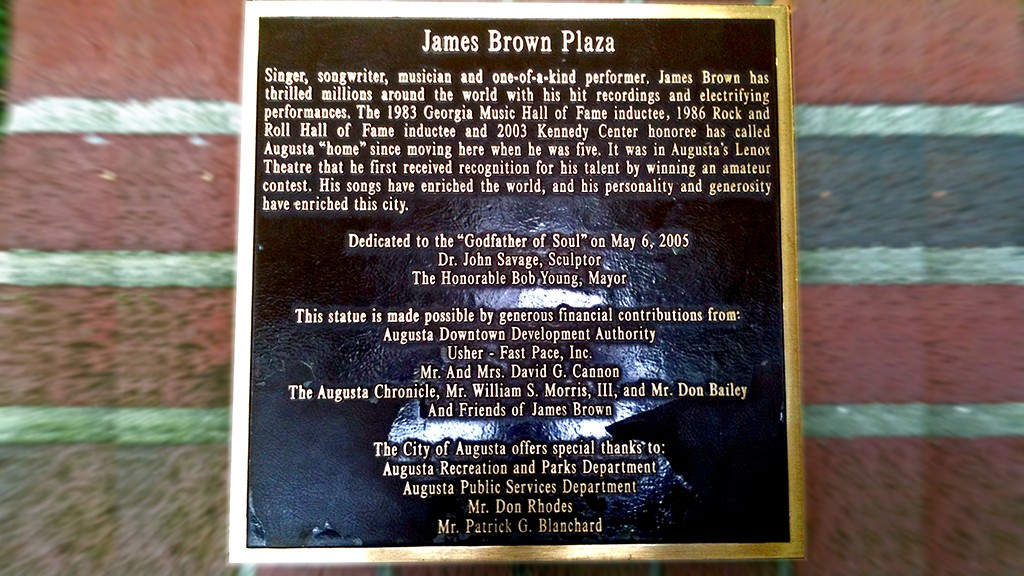 James Brown Plaza
Singer, songwriter, musician and one-of-a-kind performer, James Brown has
thrilled millions around the world with his hit recordings and electrifying
performances. The 1983 Georgia Music Hall of Fame inductee, 1986 Rock and
Roll Hall of Fame inductee and 2003 Kennedy Center honoree has called
Augusta "home" since moving here when he was five. It was in Augusta's Lenox
Theatre that he first received recognition for his talent by winning an amateur
contest. His songs have enriched the world, and his personality and generosity
have enriched this city.
Dedicated to the "Godfather of Soul" on May 6, 2005
Dr. John Savage, Sculptor
The Honorable Bob Young, Mayor
This statue is made possible by generous financial contributions from:
Augusta Downtown Development Authority
Usher - Fast Pace, Inc.
Mr. And Mrs. David G. Cannon
The Augusta Chronicle, Mr. William S. Morris, III, and Mr. Don Bailey
And Friends of James Brown
The City of Augusta offers special thanks to:
Augusta Recreation and Parks Department
Augusta Public Services Department
Mr. Don Rhodes
Mr. Patrick G. Blanchard